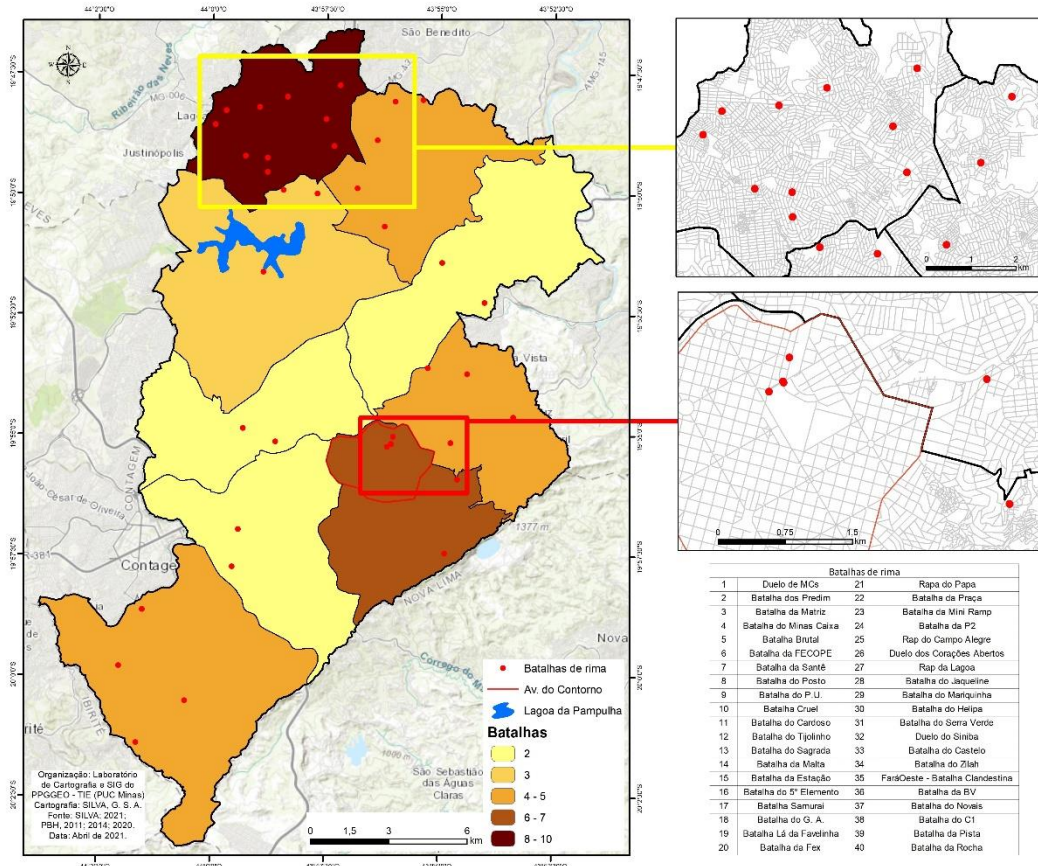 44°2'30"S
44°0'0"S
43°57'30"S
43°55'0"S
43°52'30"S
São Benedito
Ribeirão das Neves
MG-006
Lagoa
Justinópolis
EVES
N
W
E
S
a Vista
CONTAGEM
João César de Oliveira
R-381
Contage
1377 m
NOVA LIMA
Nova
IBIRITÉ
irité
São Sebastião
das Águas
Claras
Batalhas de rima
Av. do Contorno
Lagoa da Pampulha
Batalhas
2
3
4 - 5
6 - 7
8 - 10
Organização: Laboratório
de Cartografia e SIG do
PPGGEO - TIE (PUC Minas)
Cartografia: SILVA, G. S. A.
Fonte: SILVA; 2021;
PBH, 2011; 2014; 2020.
Data: Abril de 2021.
0 3 6
km
0 1 2
km
0 0.75 1.5
km
Batalhas de rima
1 Duelo de MCs 21 Rapa do Papa
2 Batalha dos Predim 22 Batalha da Praça
3 Batalha da Matriz 23 Batalha da Mini Ramp
4 Batalha do Minas Caixa 24 Batalha da P2
5 Batalha Brutal 25 Rap do Campo Alegre
6 Batalha da FECOPE 26 Duelo dos Corações Abertos
7 Batalha da Santê 27 Rap da Lagoa
8 Batalha do Posto 28 Batalha do Jaqueline
9 Batalha do P.U. 29 Batalha do Mariquinha
10 Batalha Cruel 30 Batalha do Helipa
11 Batalha do Cardoso 31 Batalha do Serra Verde
12 Batalha do Tijolinho 32 Duelo do Siniba
13 Batalha do Sagrada 33 Batalha do Castelo
14 Batalha da Malta 34 Batalha do Zilah
15 Batalha da Estação 35 FaráOeste - Batalha Clandestina
16 Batalha do 5° Elemento 36 Batalha da BV
17 Batalha Samurai 37 Batalha do Novais
18 Batalha do G. A. 38 Batalha do C1
19 Batalha Lá da Favelinha 39 Batalha da Pista
20 Batalha da Fex 40 Batalha da Rocha